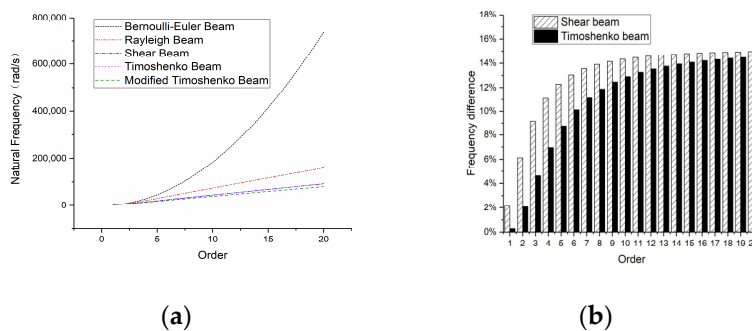 800,000
600,000
400,000
200,000
0
Natural Frequency (rad/s)
Bernoulli-Euler Beam
Rayleigh Beam
Shear Beam
Timoshenko Beam
Modified Timoshenko Beam
0 5 10 15 20
Order
(a)
18%
16%
14%
12%
10%
8%
6%
4%
2%
0%
Frequency difference
Shear beam
Timoshenko beam
1 2 3 4 5 6 7 8 9 10 11 12 13 14 15 16 17 18 19 2
Order
(b)